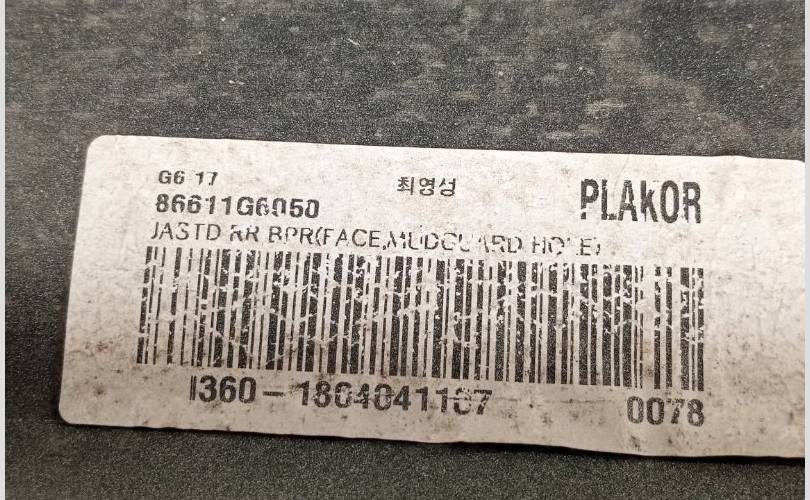 G6 17 최영성 PLAKOR
86611G6050
JASTD RR BPR(FACE,MUDGUARD HOLE)
I360-1804041107 0078